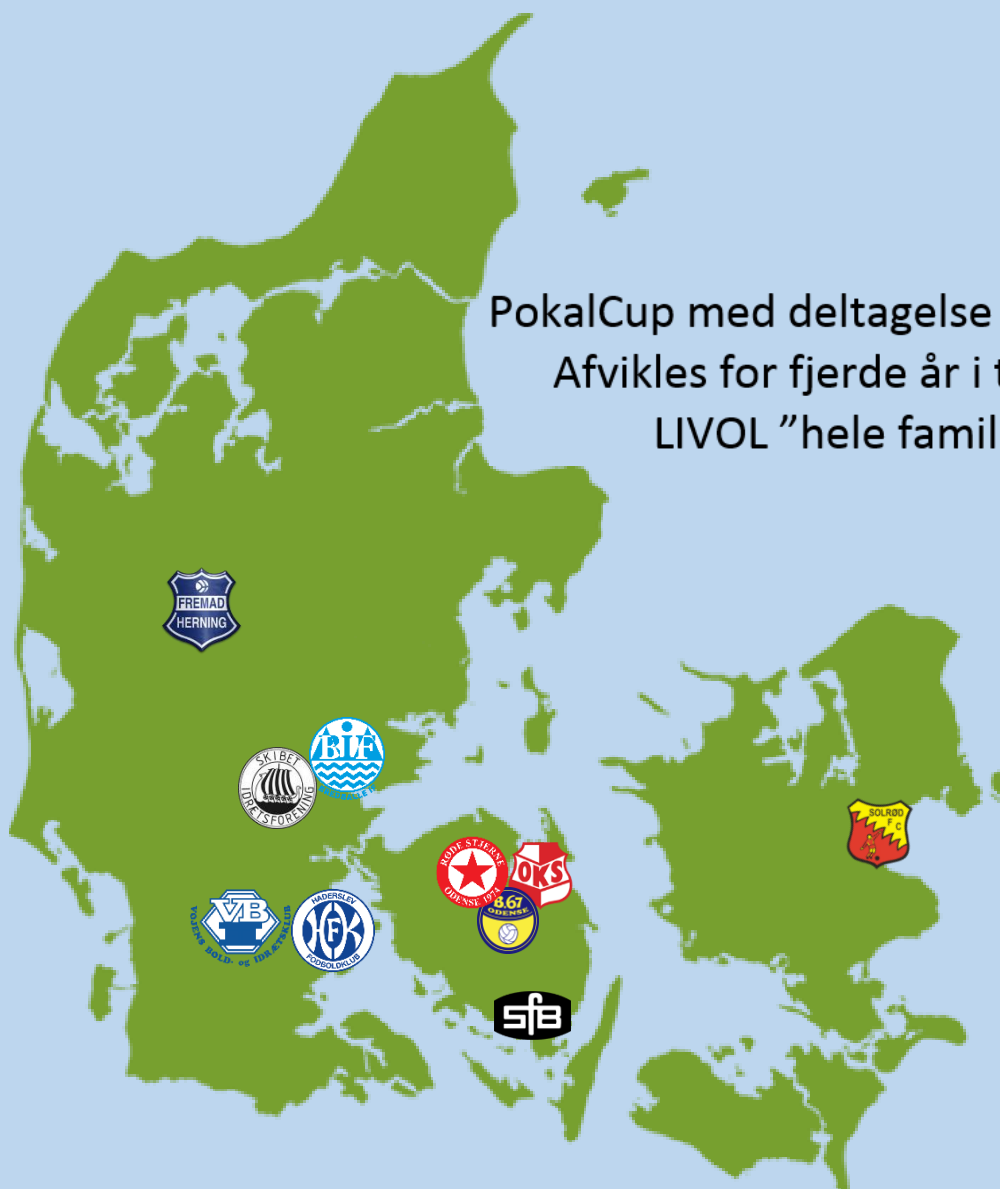 PokalCup med deltagelse
Afvikles for fjerde år i t
LIVOL ”hele famil
FREMAD
HERNING
SKIBET
IDRÆTSFORENING
BIF
VB
VOJENS BOLD- og IDRÆTSKLUB
HADERSLEV
HFK
FODBOLDKLUB
RØDE STJERNE
ODENSE 1974
OKS
B.67
ODENSE
SfB
SOLRØD
F
C